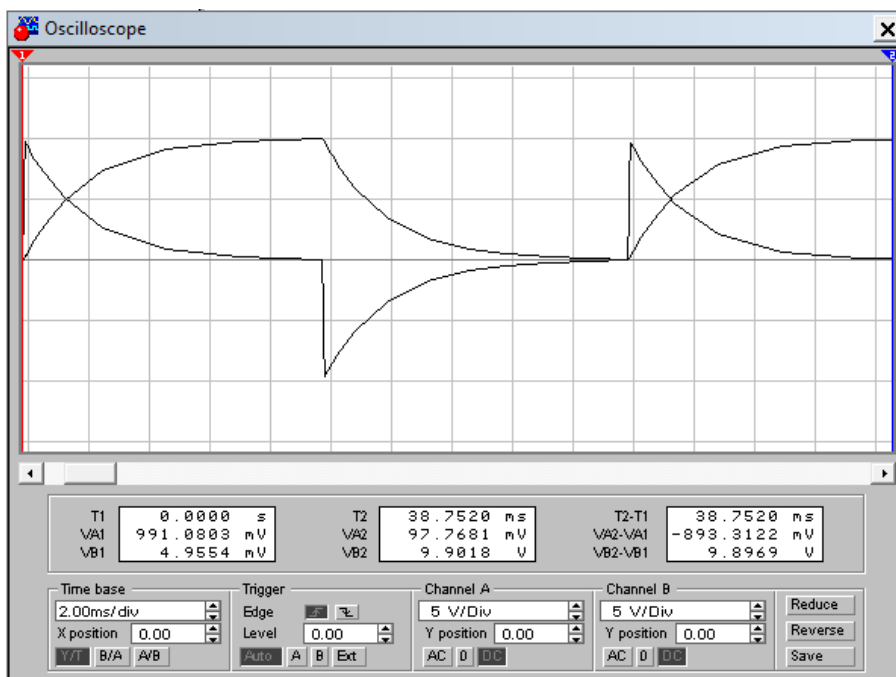 Oscilloscope
1 2
T1 0.0000 s T2 38.7520 ms T2-T1 38.7520 ms
VA1 991.0803 mV VA2 97.7681 mV VA2-VA1 -893.3122 mV
VB1 4.9554 mV VB2 9.9018 V VB2-VB1 9.8969 V
Time base Trigger Channel A Channel B
2.00ms/div Edge 5 V/Div 5 V/Div Reduce
X position 0.00 Level 0.00 Y position 0.00 Y position 0.00 Reverse
Y/T B/A A/B Auto A B Ext AC 0 DC AC 0 DC Save